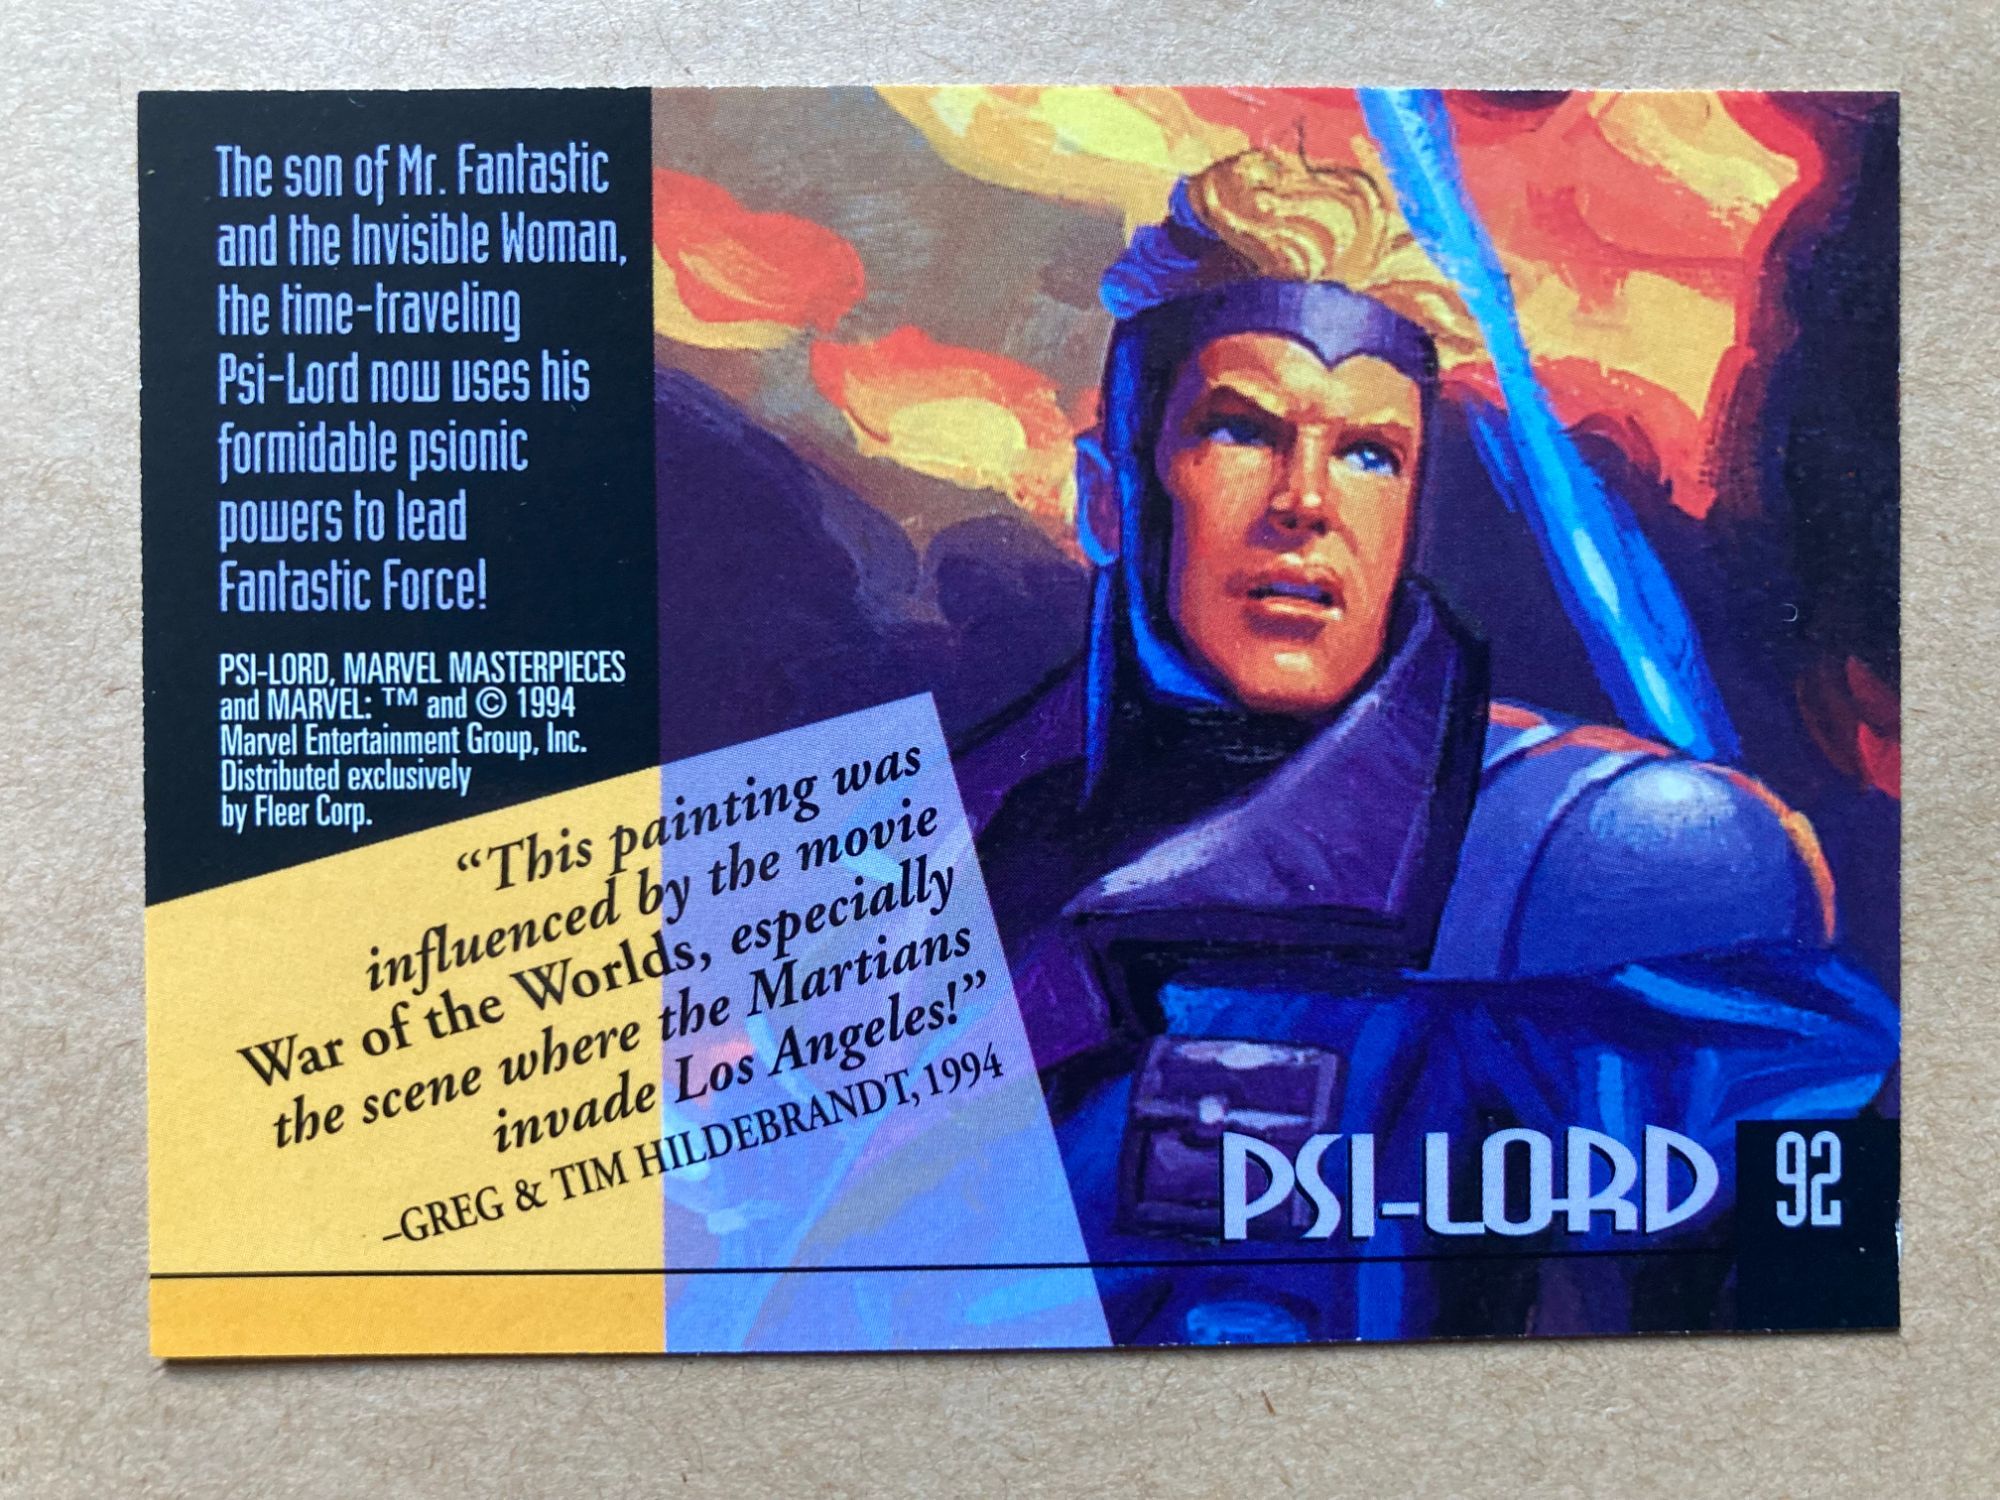 The son of Mr. Fantastic
and the Invisible Woman,
the time-traveling
Psi-Lord now uses his
formidable psionic
powers to lead
Fantastic Force!
PSI-LORD, MARVEL MASTERPIECES
and MARVEL: ™ and © 1994
Marvel Entertainment Group, Inc.
Distributed exclusively
by Fleer Corp.
“This painting was
influenced by the movie
War of the Worlds, especially
the scene where the Martians
invade Los Angeles!”
–GREG & TIM HILDEBRANDT, 1994
PSI-LORD
92